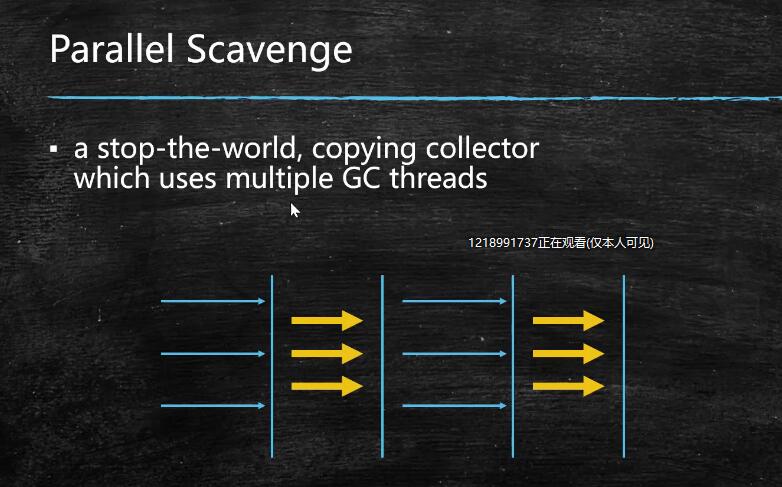 Parallel Scavenge
▪ a stop-the-world, copying collector
which uses multiple GC threads
1218991737正在观看(仅本人可见)